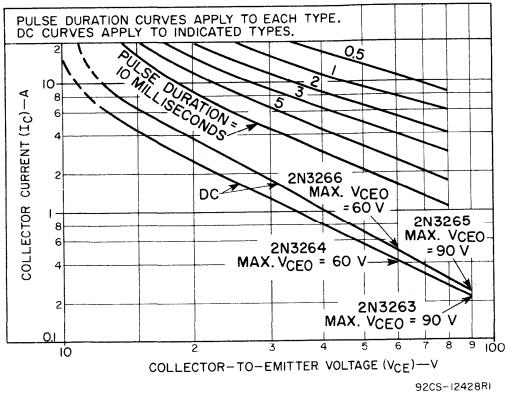 PULSE DURATION CURVES APPLY TO EACH TYPE.
DC CURVES APPLY TO INDICATED TYPES.
COLLECTOR CURRENT (IC)—A
2
10
8
6
4
2
1
8
6
4
2
0.1
0.5
1
2
3
5
PULSE DURATION =
10 MILLISECONDS
DC
2N3266
MAX. VCEO
= 60 V
2N3265
MAX. VCEO
= 90 V
2N3264
MAX. VCEO = 60 V
2N3263
MAX. VCEO = 90 V
10 2 3 4 5 6 7 8 9 100
COLLECTOR-TO-EMITTER VOLTAGE (VCE)—V
92CS-12428R1